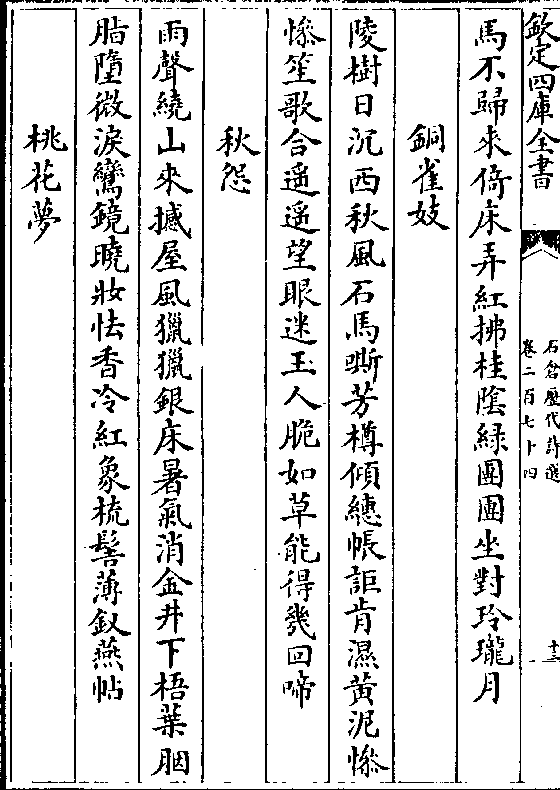 欽定四庫全書
石倉歷代詩選
卷二百七十四
十三
馬不歸來倚床弄紅拂桂陰緑團團坐對玲瓏月
銅雀妓
陵樹日沉西秋風石馬嘶芳樽傾繐帳詎肯濕黄泥慘
慘笙歌合遥遥望眼迷玉人脆如草能得幾回啼
秋怨
雨聲繞山來撼屋風獵獵銀床暑氣消金井下梧葉胭
脂墮微淚鸞鏡曉妝怯香冷紅象梳髻薄釵燕帖
桃花夢